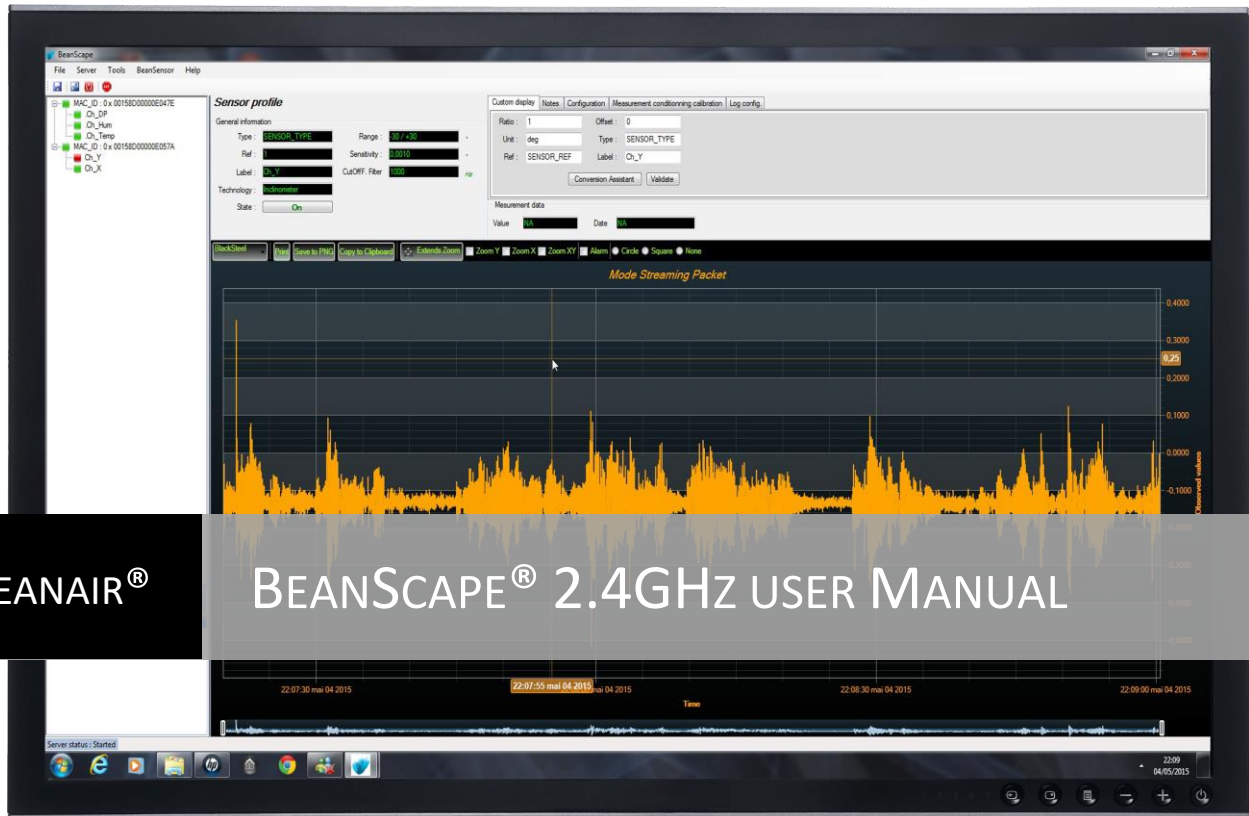 BeanScape
File Server Tools BeanSensor Help
MAC_ID : 0 x 00158D00000E047E
.Ch_DP
.Ch_Hum
.Ch_Temp
MAC_ID : 0 x 00158D00000E057A
Ch_Y
Ch_X
Sensor profile
General information
Type : SENSOR_TYPE Range : -30 / +30
Ref : 1 Sensitivity : 0,0010
Label : Ch_Y CutOffF. Filter 1000 Hz
Technology : Inclinometer
State : On
Custom display Notes Configuration Measurement conditionning calibration Log config.
Ratio : 1 Offset : 0
Unit : deg Type : SENSOR_TYPE
Ref : SENSOR_REF Label : Ch_Y
Conversion Assistant Validate
Mesurement data
Value NA Date NA
BlackSteel Print Save to PNG Copy to Clipboard Extends Zoom Zoom Y Zoom X Zoom XY Alarm Circle Square None
Mode Streaming Packet
0,4000
0,3000
0,25
0,2000
0,1000
0,0000
-0,1000
Observed values
EANAIR® BEANSCAPE® 2.4GHZ USER MANUAL
22:07:30 mai 04 2015 22:07:55 mai 04 2015 mai 04 2015 22:08:30 mai 04 2015 22:09:00 mai 04 2015
Time
Server status : Started
22:09
04/05/2015